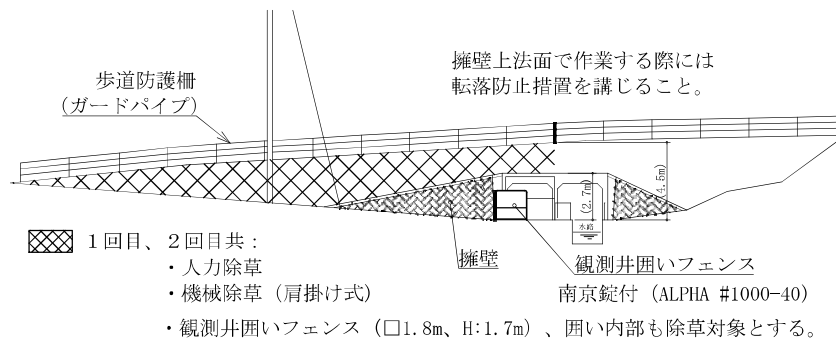 擁壁上法面で作業する際には
転落防止措置を講じること。
歩道防護柵
(ガードパイプ)
(4.5m)
(2.7m)
水路
擁壁
観測井囲いフェンス
南京錠付 (ALPHA #1000-40)
1回目、2回目共：
・人力除草
・機械除草 (肩掛け式)
・観測井囲いフェンス (□1.8m、H:1.7m) 、囲い内部も除草対象とする。